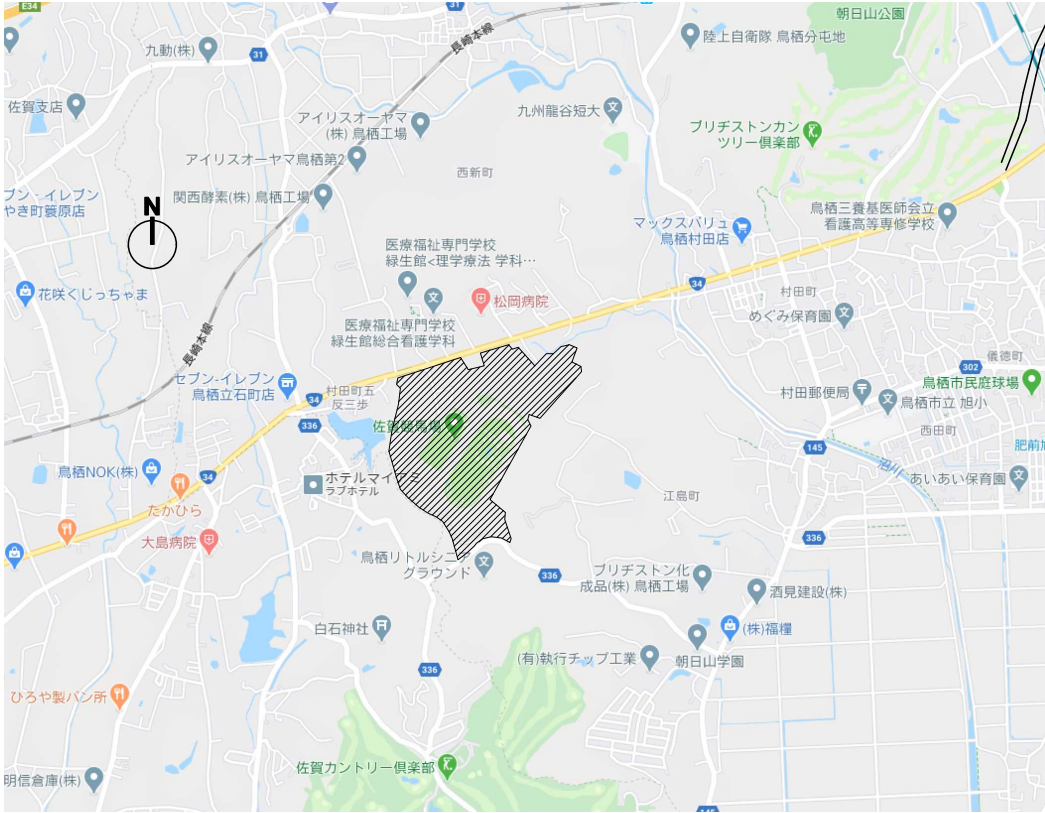 E34
31
朝日山公園
長崎本線
陸上自衛隊 鳥栖分屯地
九動(株)
31
佐賀支店
アイリスオーヤマ
(株) 鳥栖工場
九州龍谷短大
ブリヂストンカン
ツリー倶楽部
アイリスオーヤマ鳥栖第2
西新町
関西酵素(株) 鳥栖工場
ブン-イレブン
やき町簑原店
N
鳥栖三養基医師会立
看護高等専修学校
マックスバリュ
鳥栖村田店
医療福祉専門学校
緑生館<理学療法 学科…
34
花咲くじっちゃま
松岡病院
村田町
めぐみ保育園
医療福祉専門学校
緑生館総合看護学科
長崎本線
儀徳町
302
セブン-イレブン
鳥栖立石町店
村田町五
反三歩
鳥栖市民庭球場
34
村田郵便局
鳥栖市立 旭小
336
佐賀競馬場
西田町
145
肥前旭
沼川
鳥栖NOK(株)
34
ホテルマイアミ
ラブホテル
あいあい保育園
江島町
たかひら
336
大島病院
鳥栖リトルシニア
グラウンド
336
ブリヂストン化
成品(株) 鳥栖工場
酒見建設(株)
白石神社
(株)福糧
(有)執行チップ工業
朝日山学園
336
ひろや製パン所
佐賀カントリー倶楽部
明信倉庫(株)
145